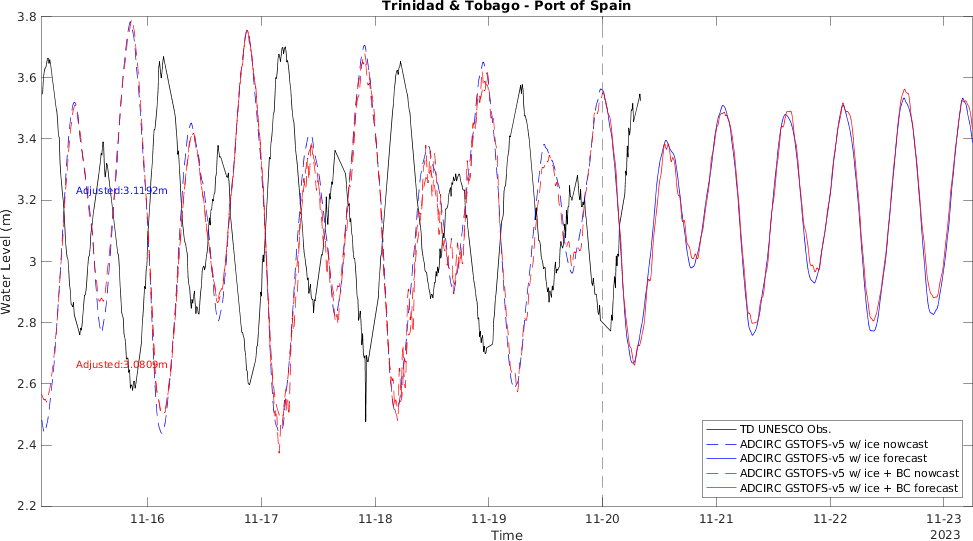 Trinidad & Tobago - Port of Spain
3.8
3.6
3.4
3.2
3
2.8
2.6
2.4
2.2
Water Level (m)
Adjusted:3.1192m
Adjusted:3.0809m
TD UNESCO Obs.
ADCIRC GSTOFS-v5 w/ ice nowcast
ADCIRC GSTOFS-v5 w/ ice forecast
ADCIRC GSTOFS-v5 w/ ice + BC nowcast
ADCIRC GSTOFS-v5 w/ ice + BC forecast
11-16 11-17 11-18 11-19 11-20 11-21 11-22 11-23
Time 2023